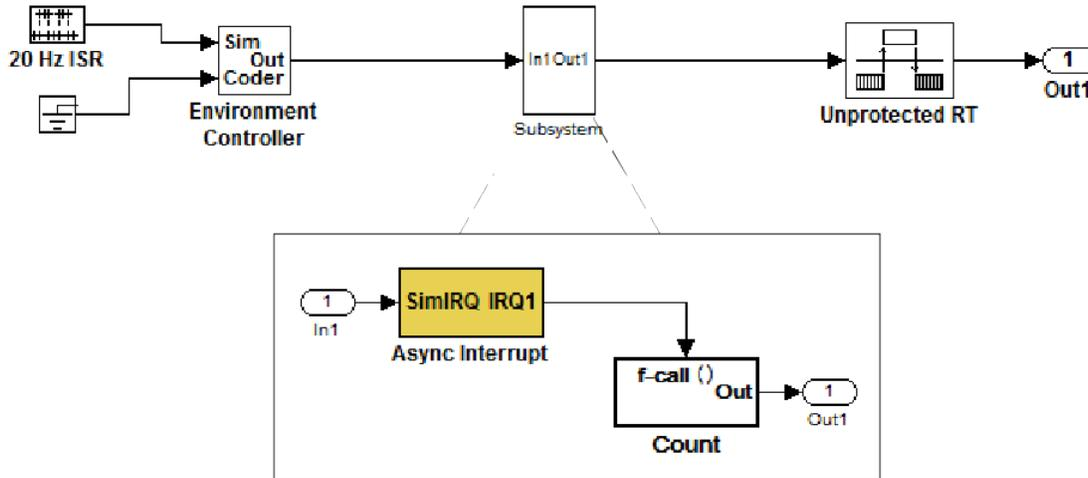 20 Hz ISR
Sim
Out
Coder
Environment
Controller
In1 Out1
Subsystem
Unprotected RT
1
Out1
1
In1
SimIRQ IRQ1
Async Interrupt
f-call ()
Out
Count
1
Out1